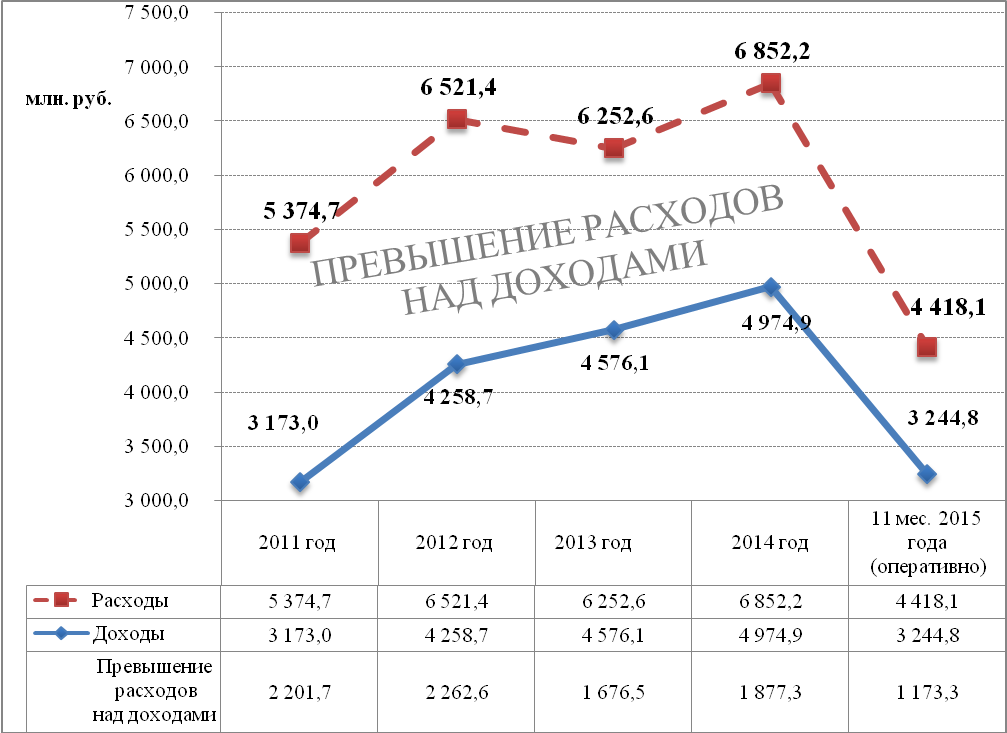 7 500,0
7 000,0
млн. руб.
6 500,0
6 000,0
5 500,0
5 000,0
4 500,0
4 000,0
3 500,0
3 000,0
5 374,7
6 521,4
6 252,6
6 852,2
4 418,1
ПРЕВЫШЕНИЕ РАСХОДОВ
НАД ДОХОДАМИ
3 173,0
4 258,7
4 576,1
4 974,9
3 244,8
2011 год
2012 год
2013 год
2014 год
11 мес. 2015
года
(оперативно)
Расходы 5 374,7 6 521,4 6 252,6 6 852,2 4 418,1
Доходы 3 173,0 4 258,7 4 576,1 4 974,9 3 244,8
Превышение
расходов
над доходами
2 201,7 2 262,6 1 676,5 1 877,3 1 173,3